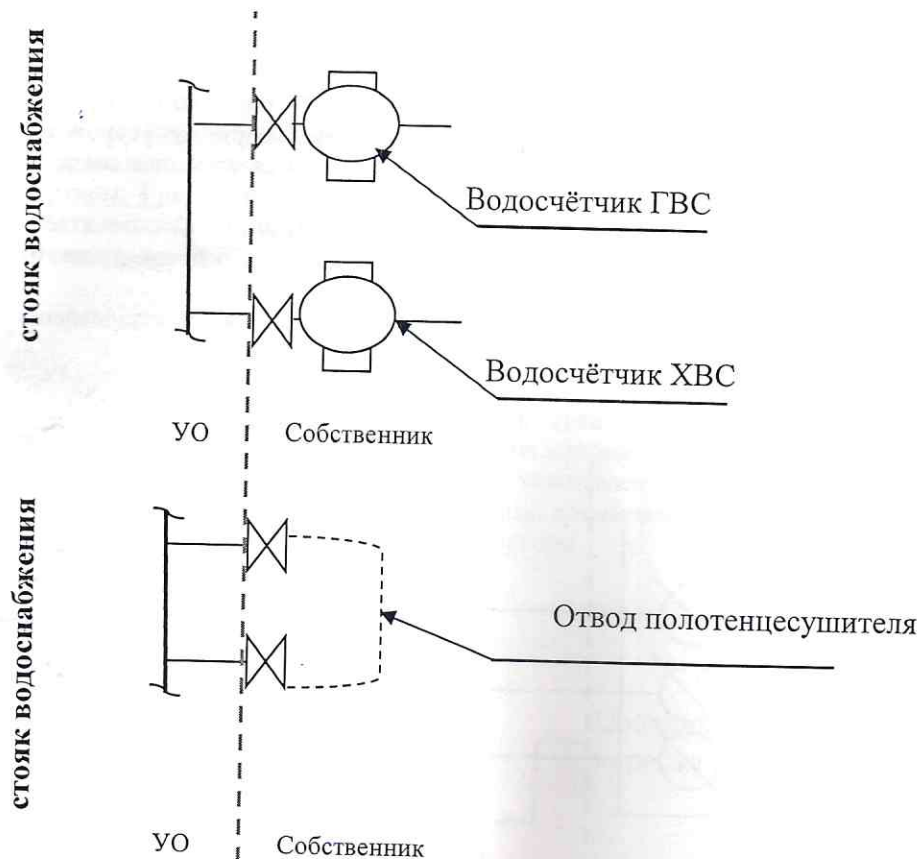 стояк водоснабжения
Водосчётчик ГВС
Водосчётчик ХВС
УО
Собственник
стояк водоснабжения
Отвод полотенцесушителя
УО
Собственник